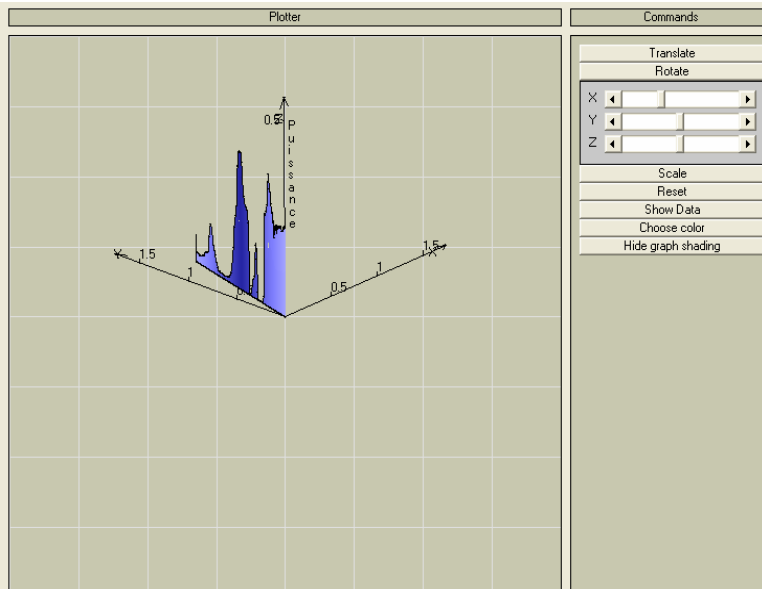 Plotter
Commands
Translate
Rotate
X
Y
Z
Scale
Reset
Show Data
Choose color
Hide graph shading
0.5
Puissance
Y
1.5
1
0.5
1
1.5
X